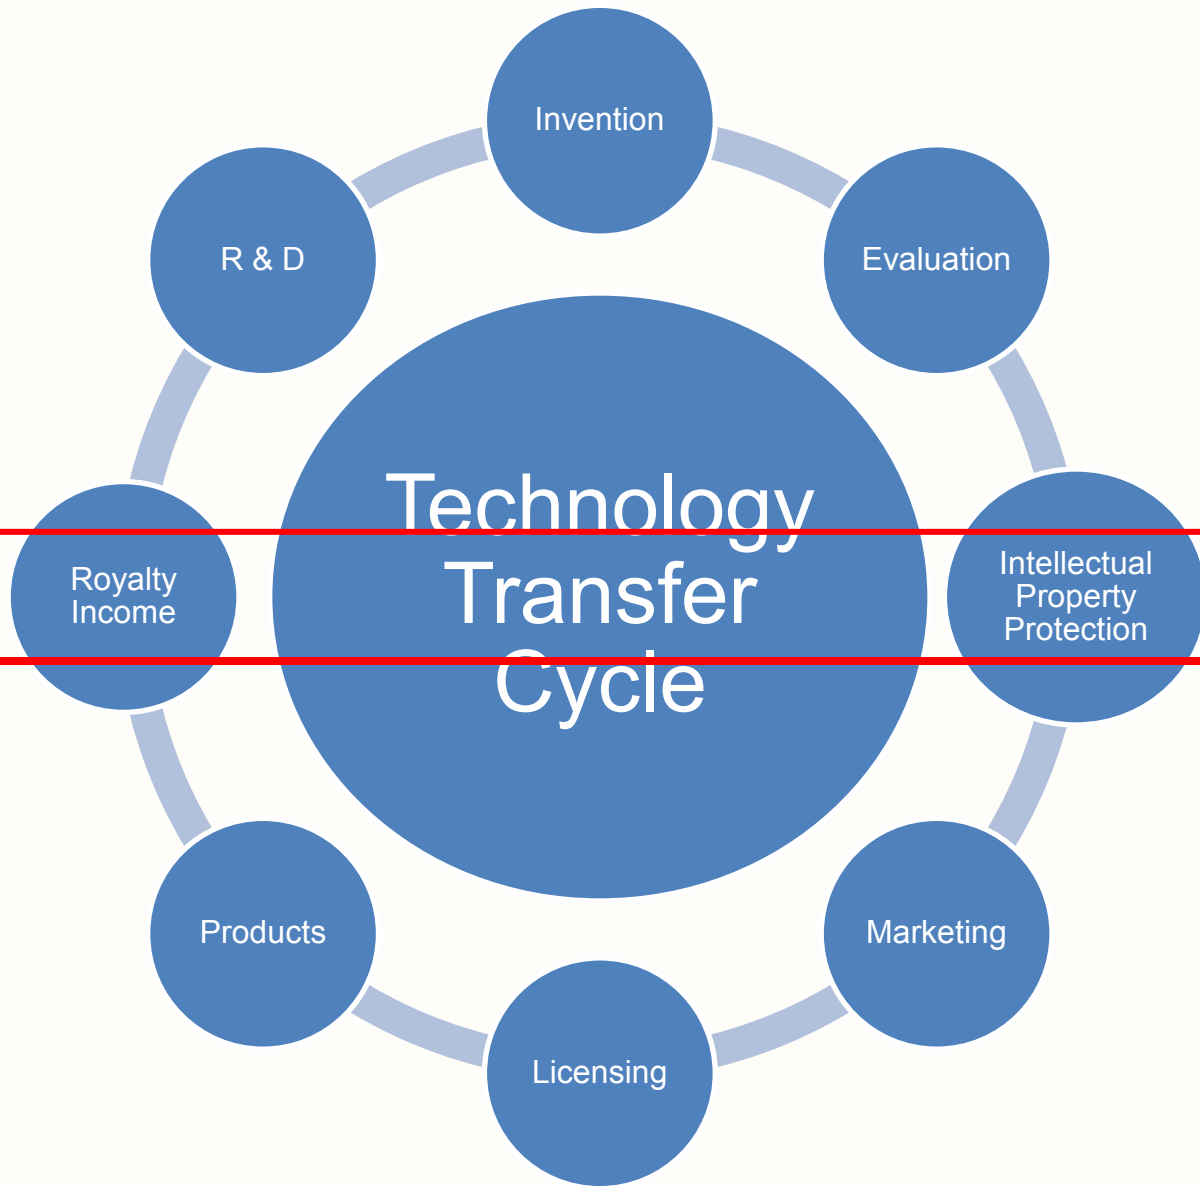 Invention
Evaluation
Intellectual
Property
Protection
Marketing
Licensing
Products
Royalty
Income
R & D
Technology
Transfer
Cycle